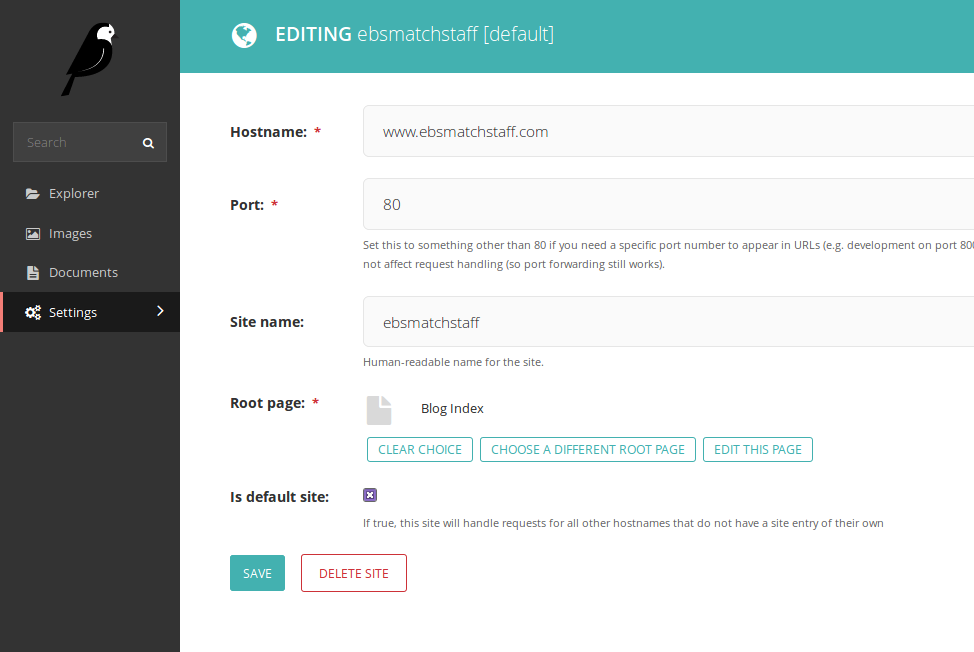 EDITING ebsmatchstaff [default]
Search
Explorer
Images
Documents
Settings
Hostname: *
www.ebsmatchstaff.com
Port: *
80
Set this to something other than 80 if you need a specific port number to appear in URLs (e.g. development on port
not affect request handling (so port forwarding still works).
Site name:
ebsmatchstaff
Human-readable name for the site.
Root page: *
Blog Index
CLEAR CHOICE
CHOOSE A DIFFERENT ROOT PAGE
EDIT THIS PAGE
Is default site:
If true, this site will handle requests for all other hostnames that do not have a site entry of their own
SAVE
DELETE SITE